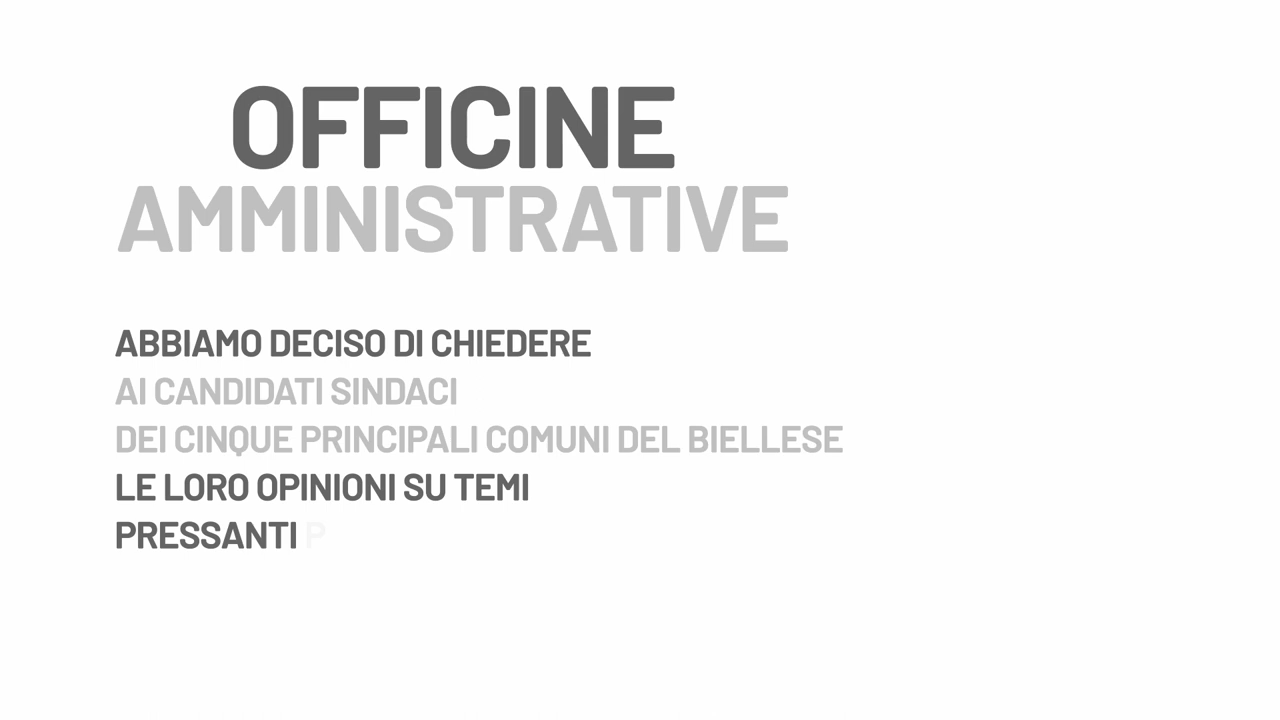 OFFICINE
AMMINISTRATIVE
ABBIAMO DECISO DI CHIEDERE
AI CANDIDATI SINDACI
DEI CINQUE PRINCIPALI COMUNI DEL BIELLESE
LE LORO OPINIONI SU TEMI
PRESSANTI P